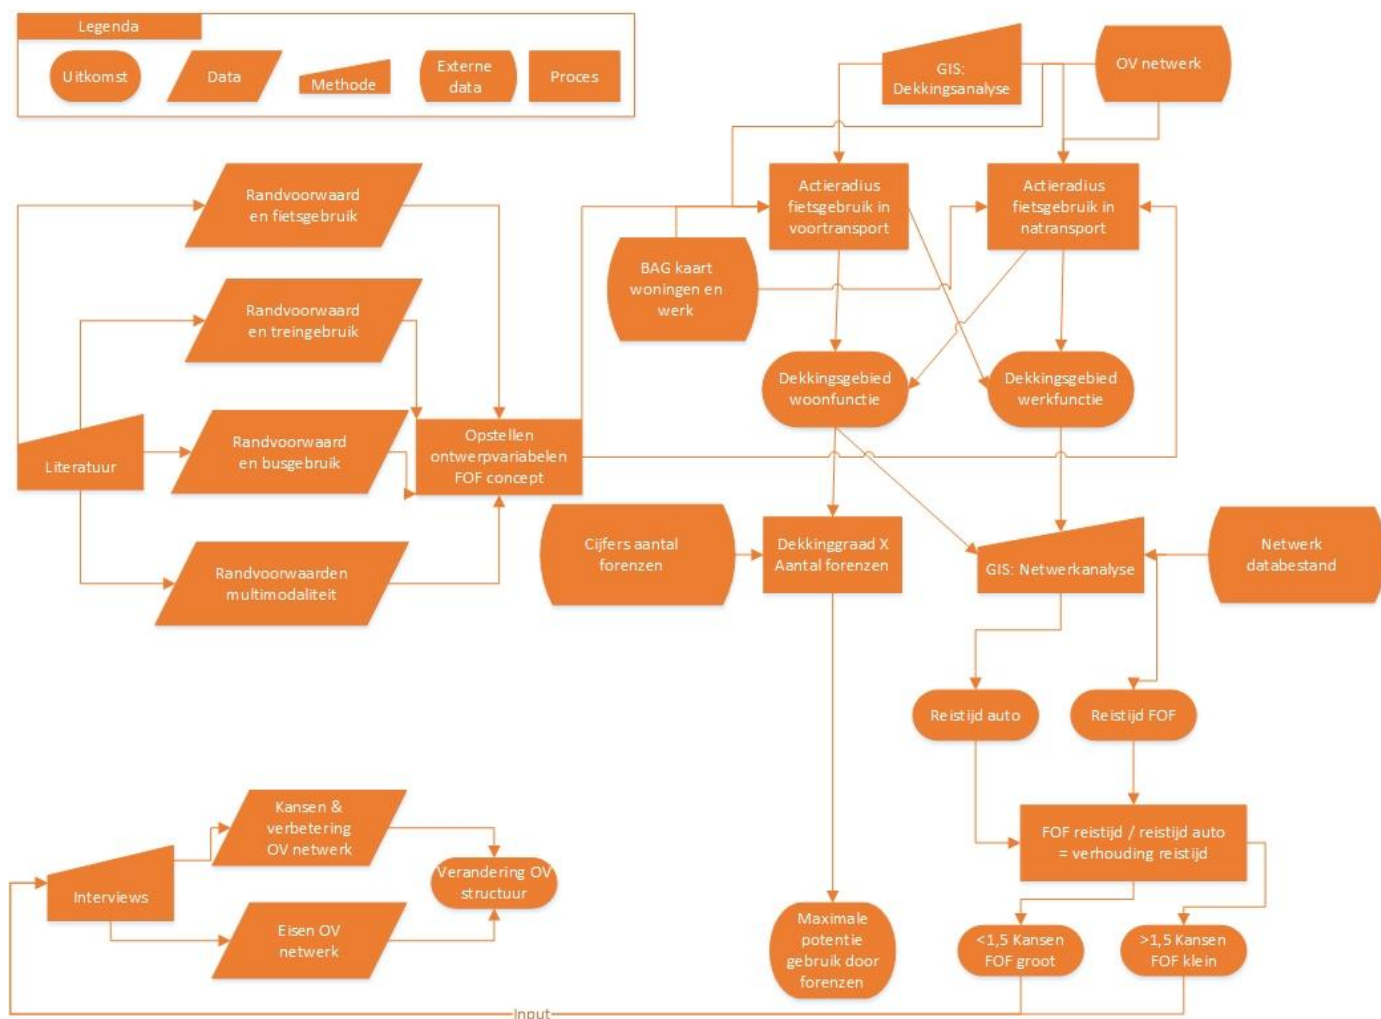 Legenda
Uitkomst
Data
Methode
Externe
data
Proces
GIS:
Dekkingsanalyse
OV netwerk
Randvoorwaard
en fietsgebruik
Actieradius
fietsgebruik in
voortransport
Actieradius
fietsgebruik in
natransport
BAG kaart
woningen en
werk
Randvoorwaard
en treingebruik
Dekkingsgebied
woonfunctie
Dekkingsgebied
werkfunctie
Literatuur
Randvoorwaard
en busgebruik
Opstellen
ontwerpvariabelen
FOF concept
Randvoorwaarden
multimodaliteit
Cijfers aantal
forenzen
Dekkinggraad X
Aantal forenzen
GIS: Netwerkanalyse
Netwerk
databestand
Reistijd auto
Reistijd FOF
Kansen &
verbetering
OV netwerk
FOF reistijd / reistijd auto
= verhouding reistijd
Interviews
Verandering OV
structuur
Eisen OV
netwerk
Maximale
potentie
gebruik door
forenzen
<1,5 Kansen
FOF groot
>1,5 Kansen
FOF klein
Input